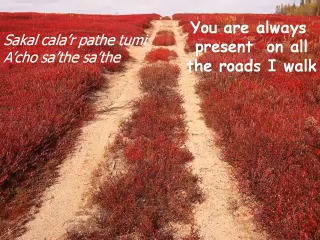 Sakal cala'r pathe tumi
A'cho sa'the sa'the
You are always
present on all
the roads I walk